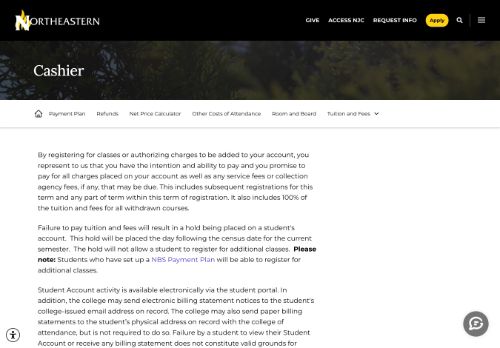 NORTHEASTERN
GIVE ACCESS NJC REQUEST INFO Apply
Cashier
Payment Plan Refunds Net Price Calculator Other Costs of Attendance Room and Board Tuition and Fees
By registering for classes or authorizing charges to be added to your account, you
represent to us that you have the intention and ability to pay and you promise to
pay for all charges placed on your account as well as any service fees or collection
agency fees, if any, that may be due. This includes subsequent registrations for this
term and any part of term within this term of registration. It also includes 100% of
the tuition and fees for all withdrawn courses.
Failure to pay tuition and fees will result in a hold being placed on a student's
account. This hold will be placed the day following the census date for the current
semester. The hold will not allow a student to register for additional classes. Please
note: Students who have set up a NBS Payment Plan will be able to register for
additional classes.
Student Account activity is available electronically via the student portal. In
addition, the college may send electronic billing statement notices to the student's
college-issued email address on record. The college may also send paper billing
statements to the student's physical address on record with the college of
attendance, but is not required to do so. Failure by a student to view their Student
Account or receive any billing statement does not constitute valid grounds for